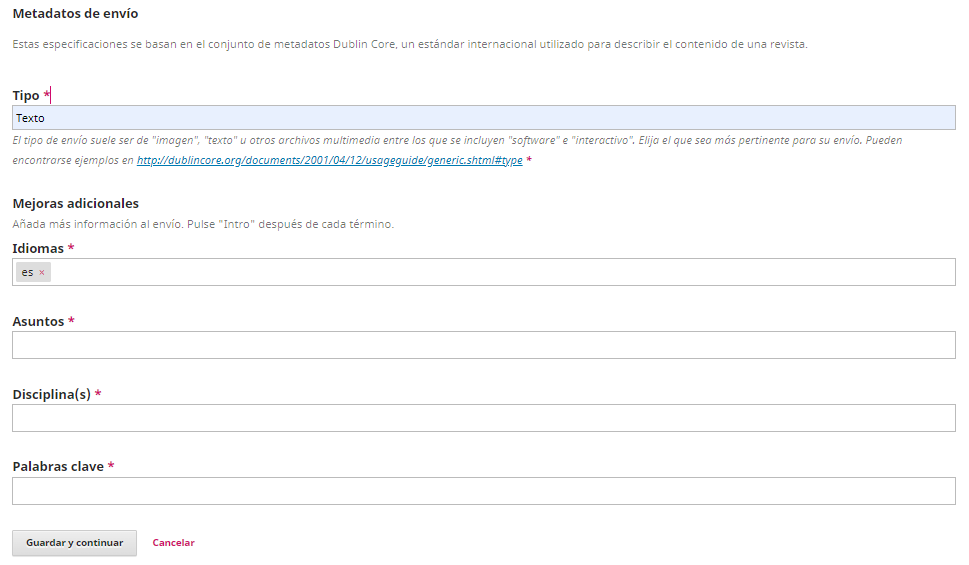 Metadatos de envío
Estas especificaciones se basan en el conjunto de metadatos Dublin Core, un estándar internacional utilizado para describir el contenido de una revista.
Tipo *
Texto
El tipo de envío suele ser de "imagen", "texto" u otros archivos multimedia entre los que se incluyen "software" e "interactivo". Elija el que sea más pertinente para su envío. Pueden
encontrarse ejemplos en http://dublincore.org/documents/2001/04/12/usageguide/generic.shtml#type *
Mejoras adicionales
Añada más información al envío. Pulse "Intro" después de cada término.
Idiomas *
es ×
Asuntos *
Disciplina(s) *
Palabras clave *
Guardar y continuar Cancelar